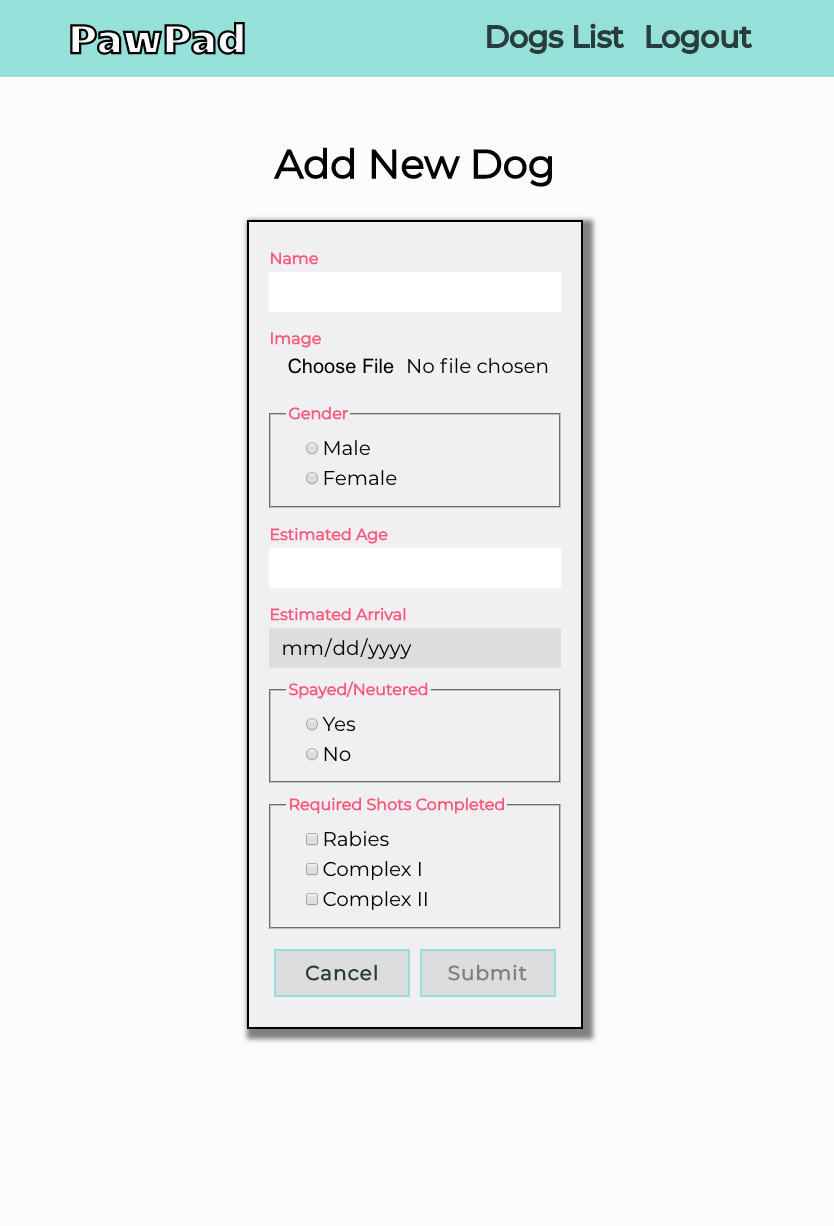 PawPad
Dogs List Logout
Add New Dog
Name
Image
Choose File No file chosen
Gender
Male
Female
Estimated Age
Estimated Arrival
mm/dd/yyyy
Spayed/Neutered
Yes
No
Required Shots Completed
Rabies
Complex I
Complex II
Cancel Submit